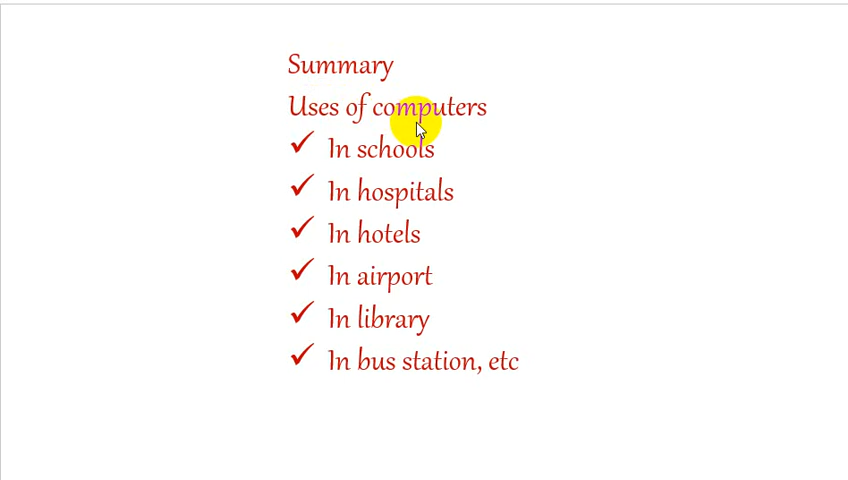 Summary
Uses of computers
✓ In schools
✓ In hospitals
✓ In hotels
✓ In airport
✓ In library
✓ In bus station, etc